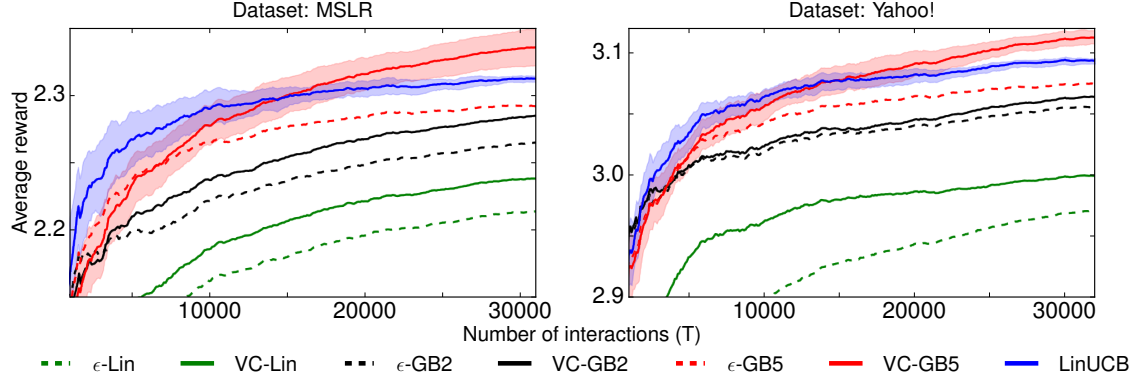 Dataset: MSLR
Dataset: Yahoo!
Average reward
2.3
2.2
10000
20000
30000
3.1
3.0
2.9
10000
20000
30000
Number of interactions (T)
ϵ-Lin VC-Lin ϵ-GB2 VC-GB2 ϵ-GB5 VC-GB5 LinUCB